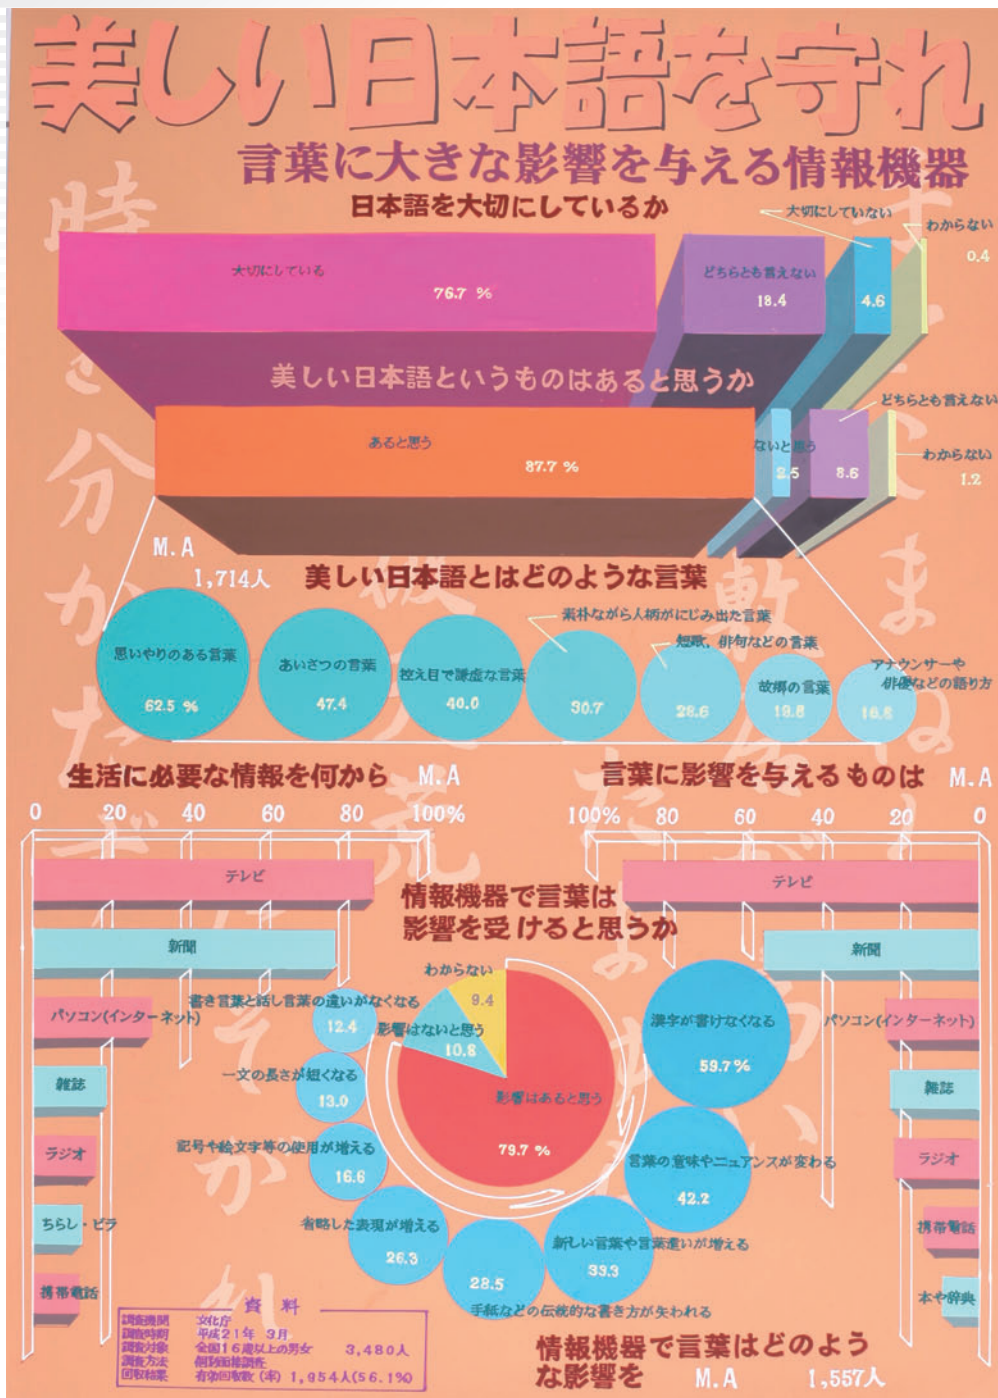 美しい日本語を守れ
言葉に大きな影響を与える情報機器
日本語を大切にしているか
大切にしている
76.7 %
どちらとも言えない
18.4
大切にしていない
4.6
わからない
0.4
美しい日本語というものはあると思うか
あると思う
87.7 %
ないと思う
2.5
どちらとも言えない
8.6
わからない
1.2
M.A
1,714人
美しい日本語とはどのような言葉
思いやりのある言葉
62.5 %
あいさつの言葉
47.4
控え目で謙虚な言葉
40.0
素朴ながら人柄がにじみ出た言葉
30.7
短歌，俳句などの言葉
28.6
故郷の言葉
アナウンサーや
俳優などの語り方
生活に必要な情報を何から M.A
0 20 40 60 80 100%
テレビ
新聞
パソコン(インターネット)
雑誌
ラジオ
ちらし・ビラ
携帯電話
言葉に影響を与えるものは M.A
100% 80 60 40 20 0
テレビ
新聞
パソコン(インターネット)
雑誌
ラジオ
携帯電話
本や辞典
情報機器で言葉は
影響を受けると思うか
わからない
9.4
影響はないと思う
10.8
影響はあると思う
79.7 %
漢字が書けなくなる
59.7%
言葉の意味やニュアンスが変わる
42.2
新しい言葉や言葉遣いが増える
33.3
手紙などの伝統的な書き方が失われる
28.5
省略した表現が増える
26.3
記号や絵文字等の使用が増える
16.6
一文の長さが短くなる
13.0
書き言葉と話し言葉の違いがなくなる
12.4
情報機器で言葉はどのよう
な影響を M.A 1,557人
資料
調査機関 文化庁
調査時期 平成21年 3月
調査対象 全国16歳以上の男女 3,480人
調査方法 個別面接調査
回収結果 有効回収数(率) 1,954人(56.1%)